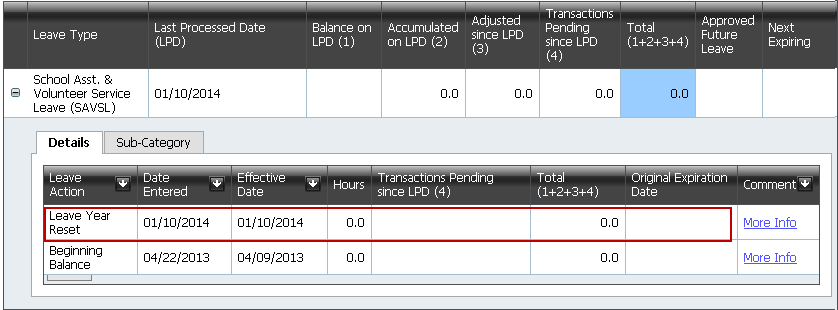 Leave Type
Last Processed Date
(LPD)
Balance on
LPD (1)
Accumulated
on LPD (2)
Adjusted
since LPD
(3)
Transactions
Pending
since LPD
(4)
Total
(1+2+3+4)
Approved
Future
Leave
Next
Expiring
School Asst. &
Volunteer Service
Leave (SAVSL)
01/10/2014
0.0
0.0
0.0
0.0
Details
Sub-Category
Leave
Action
Date
Entered
Effective
Date
Hours
Transactions Pending
since LPD (4)
Total
(1+2+3+4)
Original Expiration
Date
Comment
Leave Year
Reset
01/10/2014
01/10/2014
0.0
0.0
More Info
Beginning
Balance
04/22/2013
04/09/2013
0.0
0.0
More Info